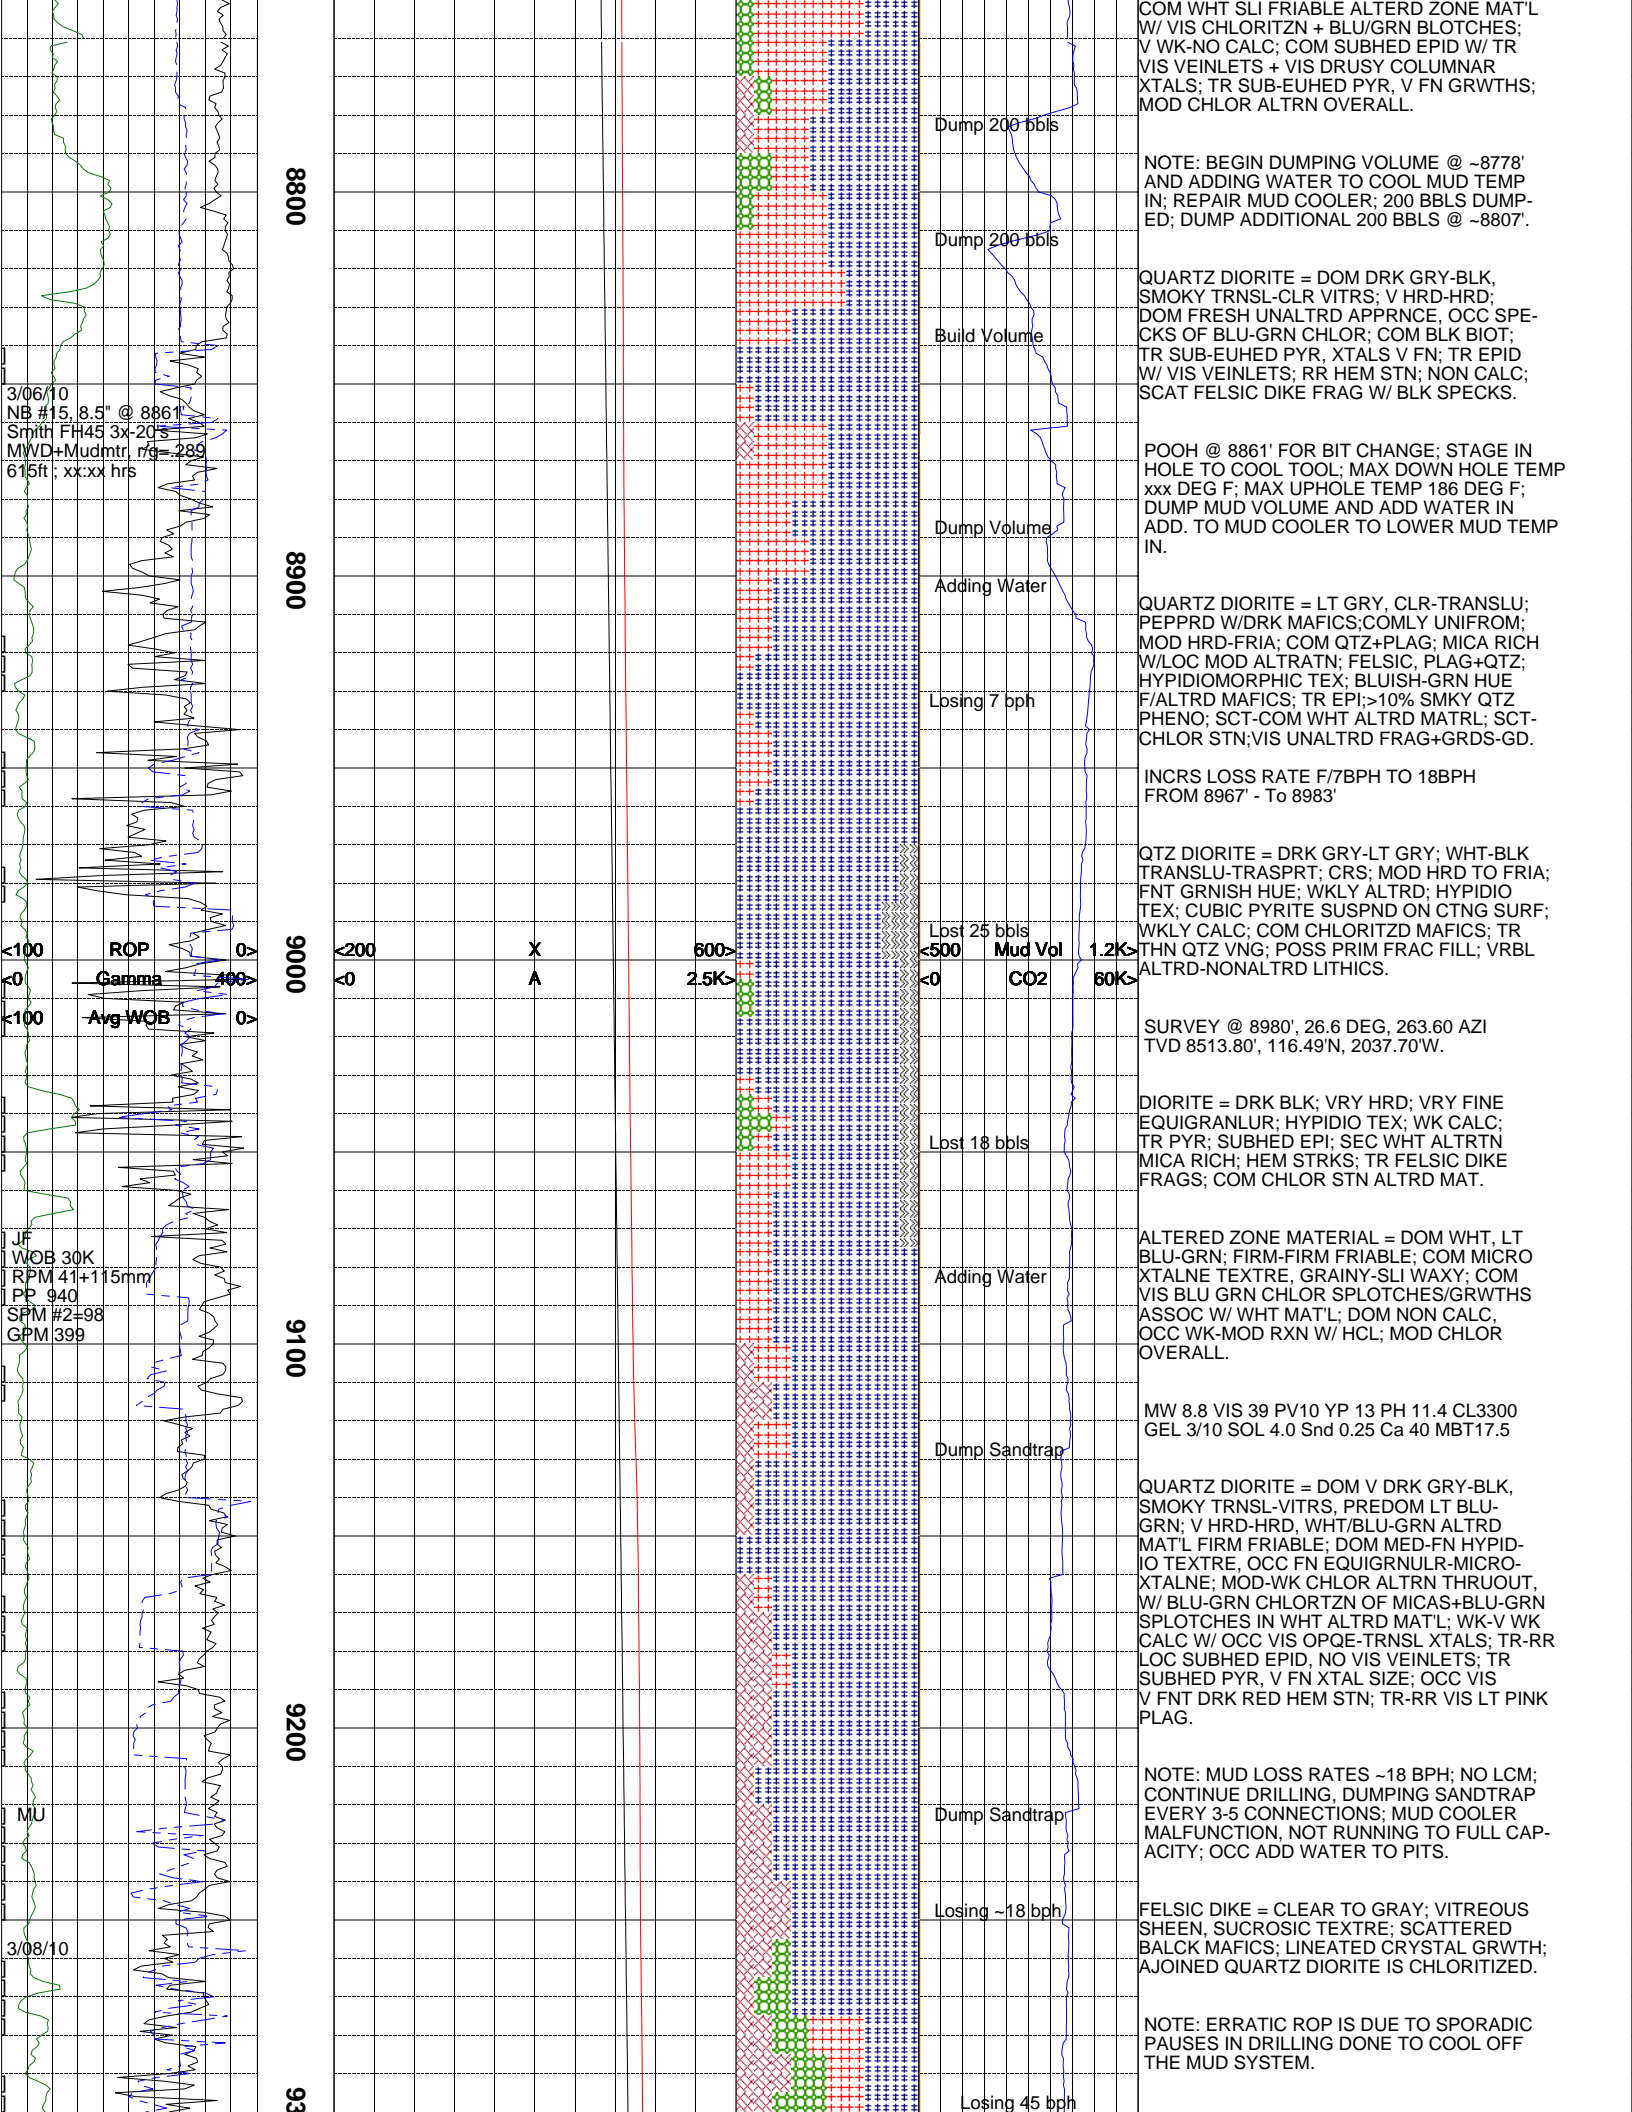 COM WHT SLI FRIABLE ALTERD ZONE MAT'L
W/ VIS CHLORITZN + BLU/GRN BLOTCHES;
V WK-NO CALC; COM SUBHED EPID W/ TR
VIS VEINLETS + VIS DRUSY COLUMNAR
XTALS; TR SUB-EUHED PYR, V FN GRWTHS;
MOD CHLOR ALTRN OVERALL.
Dump 200 bbls
NOTE: BEGIN DUMPING VOLUME @ ~8778'
AND ADDING WATER TO COOL MUD TEMP
IN; REPAIR MUD COOLER; 200 BBLS DUMP-
ED; DUMP ADDITIONAL 200 BBLS @ ~8807'.
8800
Dump 200 bbls
QUARTZ DIORITE = DOM DRK GRY-BLK,
SMOKY TRNSL-CLR VITRS; V HRD-HRD;
DOM FRESH UNALTRD APPRNCE, OCC SPE-
CKS OF BLU-GRN CHLOR; COM BLK BIOT;
TR SUB-EUHED PYR, XTALS V FN; TR EPID
W/ VIS VEINLETS; RR HEM STN; NON CALC;
SCAT FELSIC DIKE FRAG W/ BLK SPECKS.
Build Volume
3/06/10
NB #15, 8.5" @ 8861'
Smith FH45 3x-20's
MWD+Mudmtr, r/g=.289
615ft ; xx:xx hrs
POOH @ 8861' FOR BIT CHANGE; STAGE IN
HOLE TO COOL TOOL; MAX DOWN HOLE TEMP
xxx DEG F; MAX UPHOLE TEMP 186 DEG F;
DUMP MUD VOLUME AND ADD WATER IN
ADD. TO MUD COOLER TO LOWER MUD TEMP
IN.
Dump Volume
8900
Adding Water
QUARTZ DIORITE = LT GRY, CLR-TRANSLU;
PEPPRD W/DRK MAFICS;COMLY UNIFROM;
MOD HRD-FRIA; COM QTZ+PLAG; MICA RICH
W/LOC MOD ALTRATN; FELSIC, PLAG+QTZ;
HYPIDIOMORPHIC TEX; BLUISH-GRN HUE
F/ALTRD MAFICS; TR EPI;>10% SMKY QTZ
PHENO; SCT-COM WHT ALTRD MATRL; SCT-
CHLOR STN;VIS UNALTRD FRAG+GRDS-GD.
Losing 7 bph
INCRS LOSS RATE F/7BPH TO 18BPH
FROM 8967' - To 8983'
QTZ DIORITE = DRK GRY-LT GRY; WHT-BLK
TRANSLU-TRASPRT; CRS; MOD HRD TO FRIA;
FNT GRNISH HUE; WKLY ALTRD; HYPIDIO
TEX; CUBIC PYRITE SUSPND ON CTNG SURF;
WKLY CALC; COM CHLORITZD MAFICS; TR
THN QTZ VNG; POSS PRIM FRAC FILL; VRBL
ALTRD-NONALTRD LITHICS.
Lost 25 bbls
<100 ROP 0> 9000 <200 X 600> <500 Mud Vol 1.2K>
<0 Gamma 400> <0 A 2.5K> <0 CO2 60K>
<100 Avg WOB 0>
SURVEY @ 8980', 26.6 DEG, 263.60 AZI
TVD 8513.80', 116.49'N, 2037.70'W.
DIORITE = DRK BLK; VRY HRD; VRY FINE
EQUIGRANLUR; HYPIDIO TEX; WK CALC;
TR PYR; SUBHED EPI; SEC WHT ALTRTN
MICA RICH; HEM STRKS; TR FELSIC DIKE
FRAGS; COM CHLOR STN ALTRD MAT.
Lost 18 bbls
JF
WOB 30K
RPM 41+115mm
PP 940
SPM #2=98
GPM 399
ALTERED ZONE MATERIAL = DOM WHT, LT
BLU-GRN; FIRM-FIRM FRIABLE; COM MICRO
XTALNE TEXTRE, GRAINY-SLI WAXY; COM
VIS BLU GRN CHLOR SPLOTCHES/GRWTHS
ASSOC W/ WHT MAT'L; DOM NON CALC,
OCC WK-MOD RXN W/ HCL; MOD CHLOR
OVERALL.
Adding Water
9100
MW 8.8 VIS 39 PV10 YP 13 PH 11.4 CL3300
GEL 3/10 SOL 4.0 Snd 0.25 Ca 40 MBT17.5
Dump Sandtrap
QUARTZ DIORITE = DOM V DRK GRY-BLK,
SMOKY TRNSL-VITRS, PREDOM LT BLU-
GRN; V HRD-HRD, WHT/BLU-GRN ALTRD
MAT'L FIRM FRIABLE; DOM MED-FN HYPID-
IO TEXTRE, OCC FN EQUIGRNULR-MICRO-
XTALNE; MOD-WK CHLOR ALTRN THRUOUT,
W/ BLU-GRN CHLORTZN OF MICAS+BLU-GRN
SPLOTCHES IN WHT ALTRD MAT'L; WK-V WK
CALC W/ OCC VIS OPQE-TRNSL XTALS; TR-RR
LOC SUBHED EPID, NO VIS VEINLETS; TR
SUBHED PYR, V FN XTAL SIZE; OCC VIS
V FNT DRK RED HEM STN; TR-RR VIS LT PINK
PLAG.
9200
NOTE: MUD LOSS RATES ~18 BPH; NO LCM;
CONTINUE DRILLING, DUMPING SANDTRAP
EVERY 3-5 CONNECTIONS; MUD COOLER
MALFUNCTION, NOT RUNNING TO FULL CAP-
ACITY; OCC ADD WATER TO PITS.
MU
Dump Sandtrap
Losing ~18 bph
FELSIC DIKE = CLEAR TO GRAY; VITREOUS
SHEEN, SUCROSIC TEXTRE; SCATTERED
BALCK MAFICS; LINEATED CRYSTAL GRWTH;
AJOINED QUARTZ DIORITE IS CHLORITIZED.
3/08/10
NOTE: ERRATIC ROP IS DUE TO SPORADIC
PAUSES IN DRILLING DONE TO COOL OFF
THE MUD SYSTEM.
93
Losing 45 bph